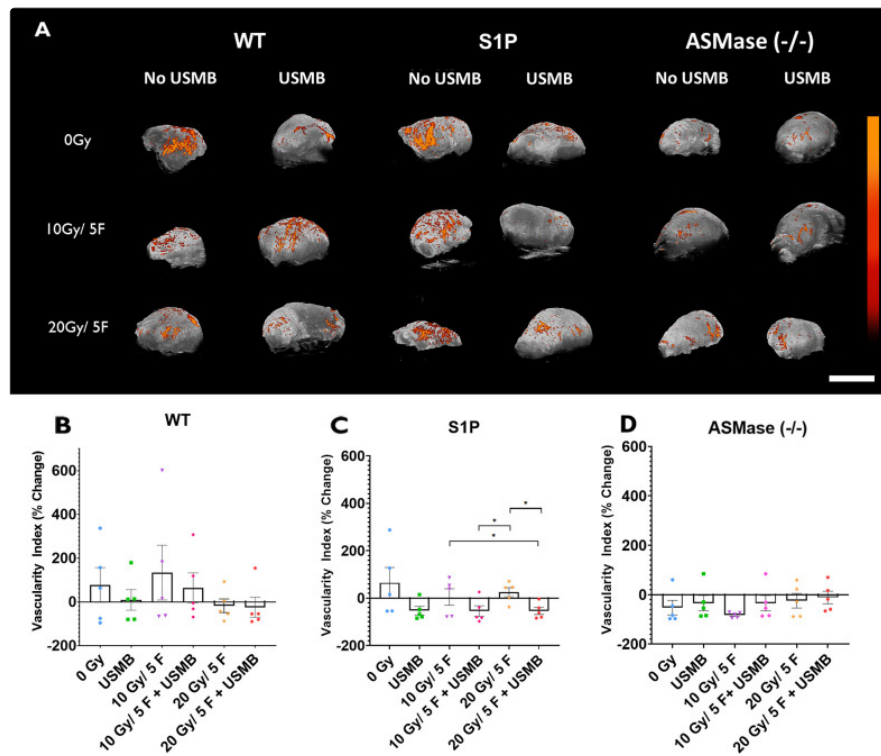 A
WT S1P ASMase (-/-)
No USMB USMB No USMB USMB No USMB USMB
0Gy
10Gy/ 5F
20Gy/ 5F
B WT
Vascularity Index (% Change)
600
400
200
0
-200
0 Gy
USMB
10 Gy/ 5 F
10 Gy/ 5 F + USMB
20 Gy/ 5 F
20 Gy/ 5 F + USMB
C S1P
Vascularity Index (% Change)
600
400
200
0
-200
*
*
*
0 Gy
USMB
10 Gy/ 5 F
10 Gy/ 5 F + USMB
20 Gy/ 5 F
20 Gy/ 5 F + USMB
D ASMase (-/-)
Vascularity Index (% Change)
600
400
200
0
-200
0 Gy
USMB
10 Gy/ 5 F
10 Gy/ 5 F+ USMB
20 Gy/ 5 F
20 Gy/ 5 F + USMB